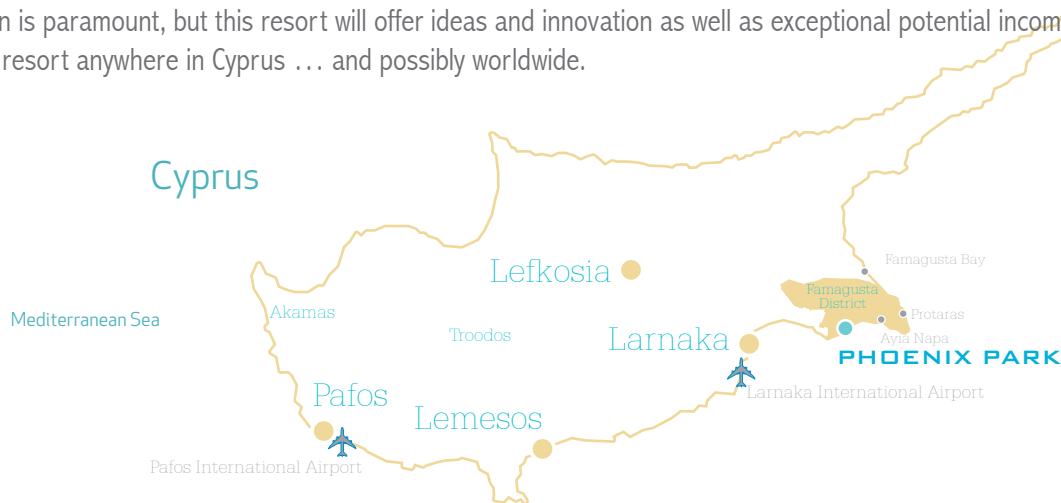 n is paramount, but this resort will offer ideas and innovation as well as exceptional potential incom
resort anywhere in Cyprus … and possibly worldwide.
Cyprus
Famagusta Bay
Lefkosia
Famagusta
District
Akamas
Protaras
Mediterranean Sea
Troodos
Larnaka
Ayia Napa
PHOENIX PARK
Larnaka International Airport
Pafos
Lemesos
Pafos International Airport